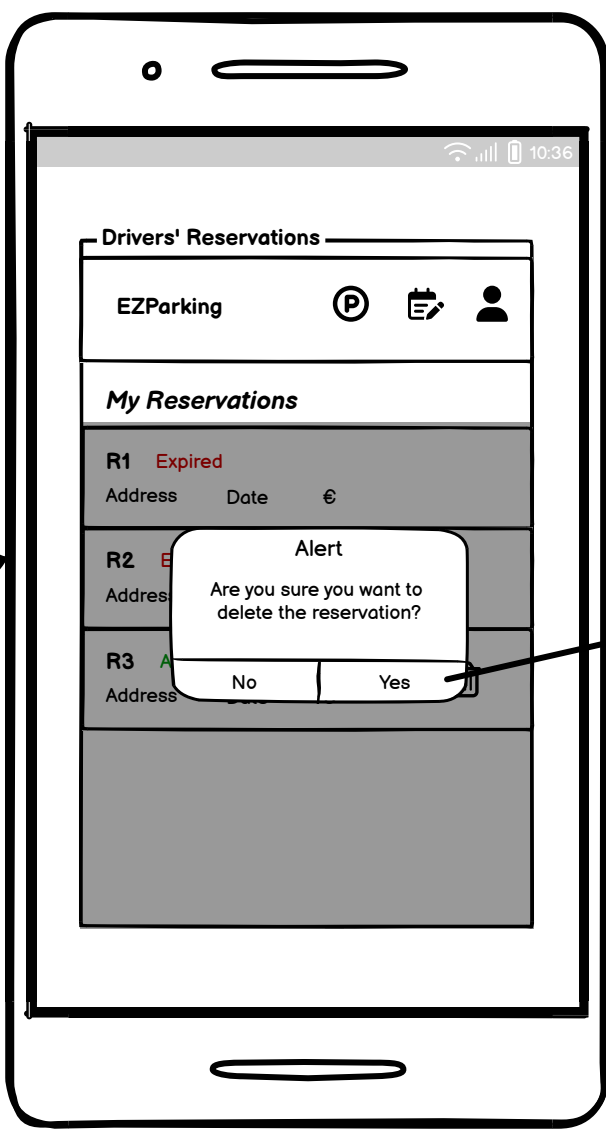 10:36
Drivers' Reservations
EZParking
P
My Reservations
R1 Expired
Address Date €
R2
Alert
Are you sure you want to
delete the reservation?
R3
Address
No Yes